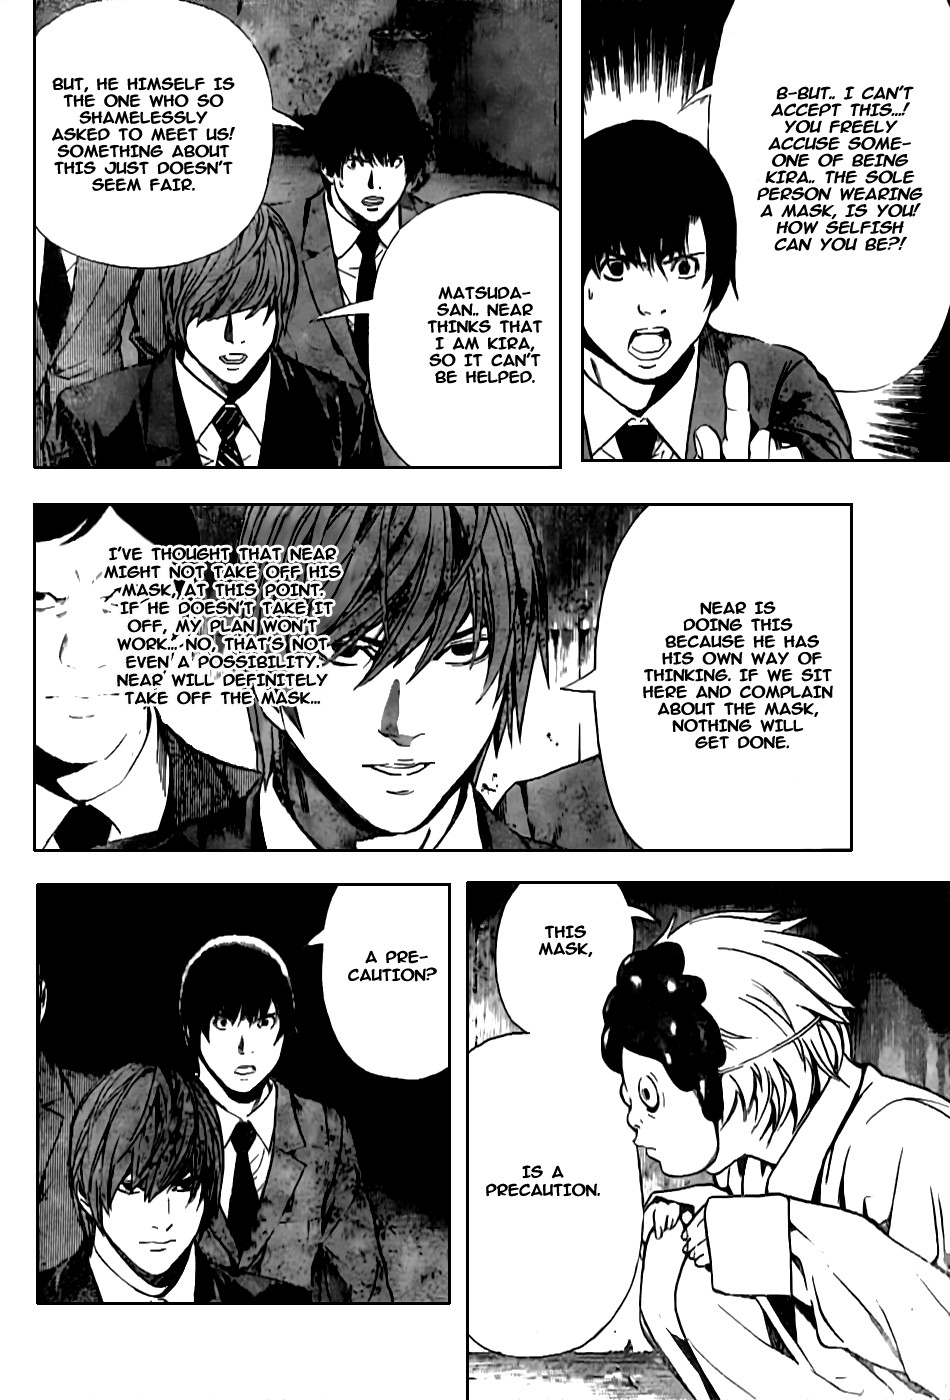 B-BUT.. I CAN'T
ACCEPT THIS...!
YOU FREELY
ACCUSE SOME-
ONE OF BEING
KIRA.. THE SOLE
PERSON WEARING
A MASK, IS YOU!
HOW SELFISH
CAN YOU BE?!
BUT, HE HIMSELF IS
THE ONE WHO SO
SHAMELESSLY
ASKED TO MEET US!
SOMETHING ABOUT
THIS JUST DOESN'T
SEEM FAIR.
MATSUDA-
SAN.. NEAR
THINKS THAT
I AM KIRA,
SO IT CAN'T
BE HELPED.
NEAR IS
DOING THIS
BECAUSE HE HAS
HIS OWN WAY OF
THINKING. IF WE SIT
HERE AND COMPLAIN
ABOUT THE MASK,
NOTHING WILL
GET DONE.
I'VE THOUGHT THAT NEAR
MIGHT NOT TAKE OFF HIS
MASK, AT THIS POINT.
IF HE DOESN'T TAKE IT
OFF, MY PLAN WON'T
WORK... NO, THAT'S NOT
EVEN A POSSIBILITY.
NEAR WILL DEFINITELY
TAKE OFF THE MASK...
THIS
MASK,
IS A
PRECAUTION.
A PRE-
CAUTION?